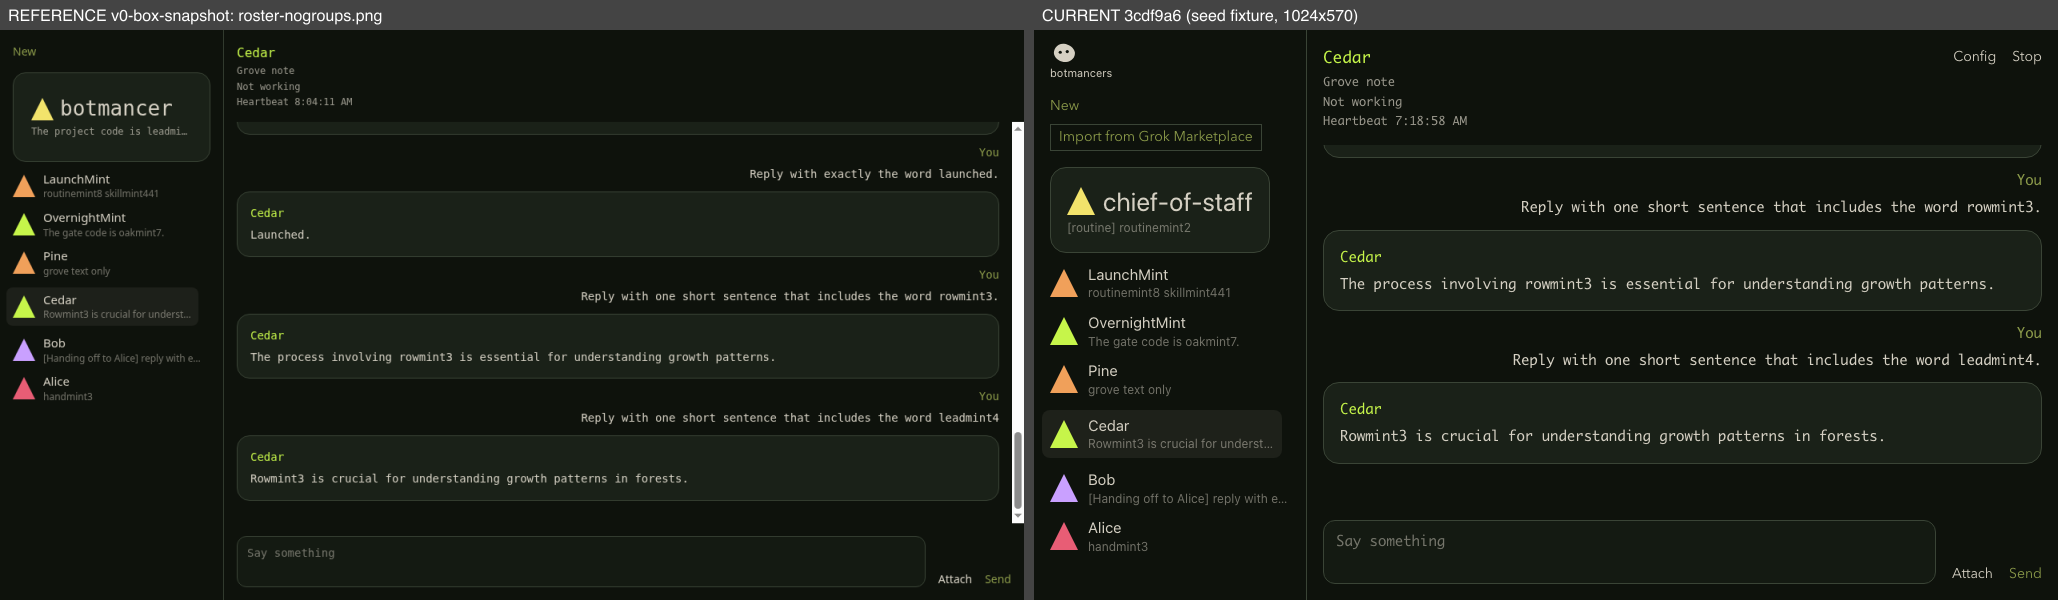 REFERENCE v0-box-snapshot: roster-nogroups.png
New
botmancer
The project code is leadmi…
LaunchMint
routinemint8 skillmint441
OvernightMint
The gate code is oakmint7.
Pine
grove text only
Cedar
Rowmint3 is crucial for underst…
Bob
[Handing off to Alice] reply with e…
Alice
handmint3
Cedar
Grove note
Not working
Heartbeat 8:04:11 AM
You
Reply with exactly the word launched.
Cedar
Launched.
You
Reply with one short sentence that includes the word rowmint3.
Cedar
The process involving rowmint3 is essential for understanding growth patterns.
You
Reply with one short sentence that includes the word leadmint4
Cedar
Rowmint3 is crucial for understanding growth patterns in forests.
Say something
Attach Send
CURRENT 3cdf9a6 (seed fixture, 1024x570)
botmancers
New
Import from Grok Marketplace
chief-of-staff
[routine] routinemint2
LaunchMint
routinemint8 skillmint441
OvernightMint
The gate code is oakmint7.
Pine
grove text only
Cedar
Rowmint3 is crucial for underst…
Bob
[Handing off to Alice] reply with e…
Alice
handmint3
Cedar
Config Stop
Grove note
Not working
Heartbeat 7:18:58 AM
You
Reply with one short sentence that includes the word rowmint3.
Cedar
The process involving rowmint3 is essential for understanding growth patterns.
You
Reply with one short sentence that includes the word leadmint4.
Cedar
Rowmint3 is crucial for understanding growth patterns in forests.
Say something
Attach Send